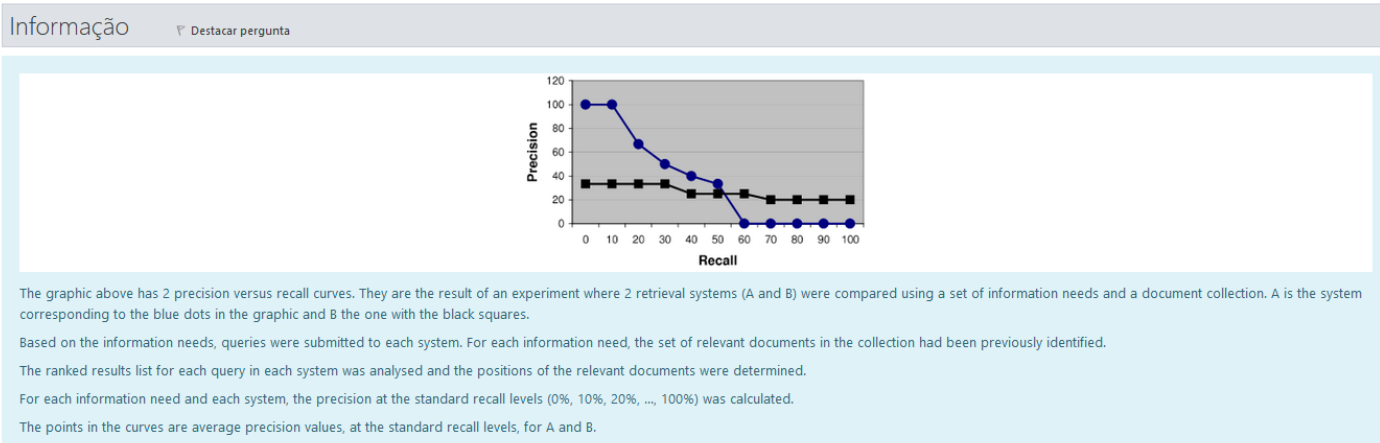 Informação
Destacar pergunta
120
100
80
60
40
20
0
Precision
0 10 20 30 40 50 60 70 80 90 100
Recall
The graphic above has 2 precision versus recall curves. They are the result of an experiment where 2 retrieval systems (A and B) were compared using a set of information needs and a document collection. A is the system
corresponding to the blue dots in the graphic and B the one with the black squares.
Based on the information needs, queries were submitted to each system. For each information need, the set of relevant documents in the collection had been previously identified.
The ranked results list for each query in each system was analysed and the positions of the relevant documents were determined.
For each information need and each system, the precision at the standard recall levels (0%, 10%, 20%, ..., 100%) was calculated.
The points in the curves are average precision values, at the standard recall levels, for A and B.